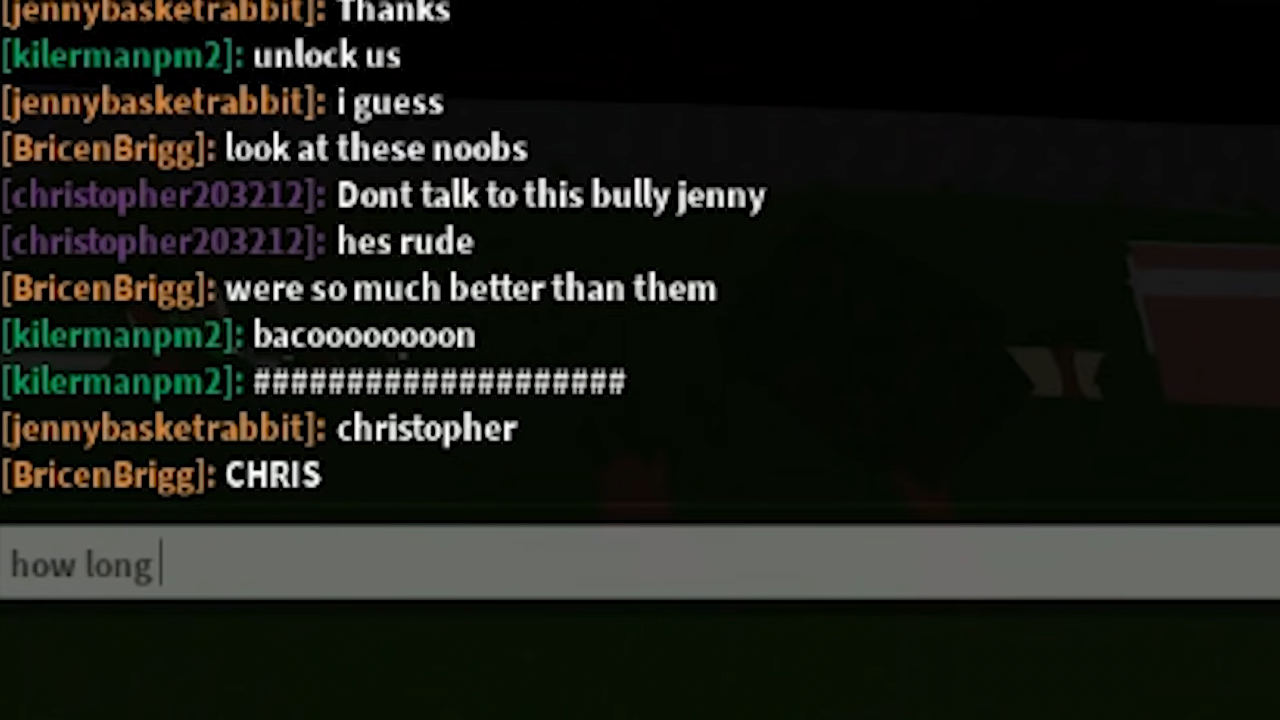 [jennybasketrabbit]: Thanks
[kilermanpm2]: unlock us
[jennybasketrabbit]: i guess
[BricenBrigg]: look at these noobs
[christopher203212]: Dont talk to this bully jenny
[christopher203212]: hes rude
[BricenBrigg]: were so much better than them
[kilermanpm2]: bacooooooooon
[kilermanpm2]: ####################
[jennybasketrabbit]: christopher
[BricenBrigg]: CHRIS
how long